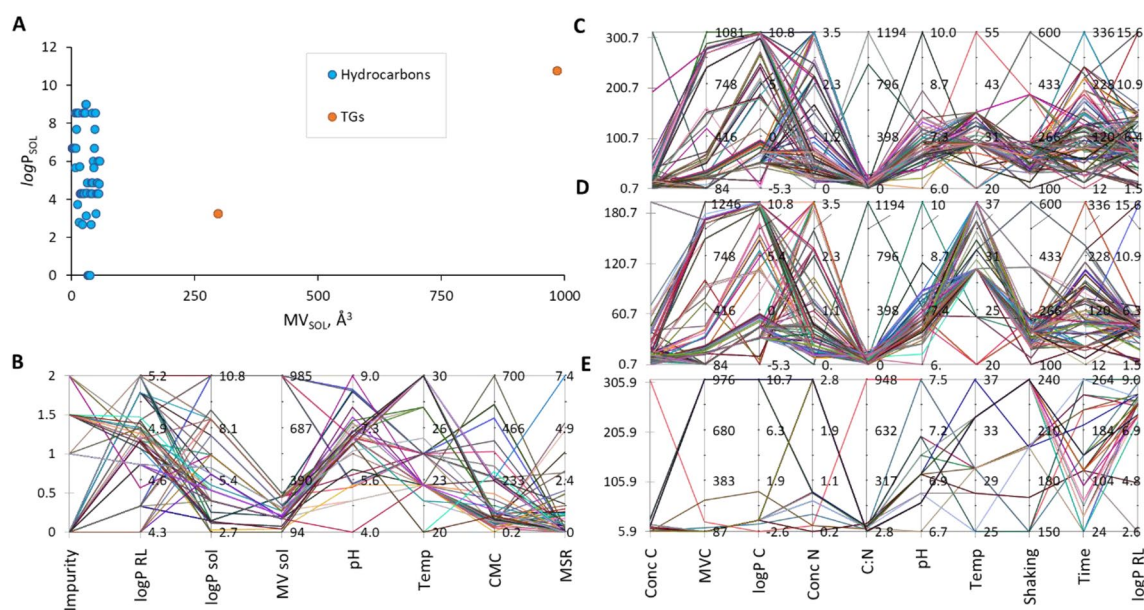 A
12
10
8
6
4
2
0
logP_SOL
Hydrocarbons
TGs
0 250 500 750 1000
MV_SOL, Å³
B
2 5.2 10.8 985 9.0 30 700 7.4
1.5 4.9 8.1 687 7.3 26 466 4.9
1 4.6 5.4 390 5.6 23 233 2.4
0.5
0 4.3 2.7 94 4.0 20 0.2 0
Impurity logP RL logP sol MV sol pH Temp CMC MSR
C
300.7 1081 10.8 3.5 1194 10.0 55 600 336 15.6
200.7 748 5. 2.3 796 8.7 43 433 228 10.9
100.7 416 0 1.2 398 7.3 31 266 120 6.4
0.7 84 -5.3 0. 0 6.0 20 100 12 1.5
D
180.7 1246 10.8 3.5 1194 10 37 600 336 15.6
120.7 748 5.4 2.3 796 8.7 31 433 228 10.9
60.7 416 0 1.1 398 7.4 25 266 120 6.3
0.7 84 -5.3 0. 0 6. 20 100 12 1.5
E
305.9 976 10.7 2.8 948 7.5 37 240 264 9.0
205.9 680 6.3 1.9 632 7.2 33 210 184 6.9
105.9 383 1.9 1.1 317 6.9 29 180 104 4.8
5.9 87 -2.6 0.2 2.8 6.7 25 150 24 2.6
Conc C MVC logP C Conc N C:N pH Temp Shaking Time logP RL